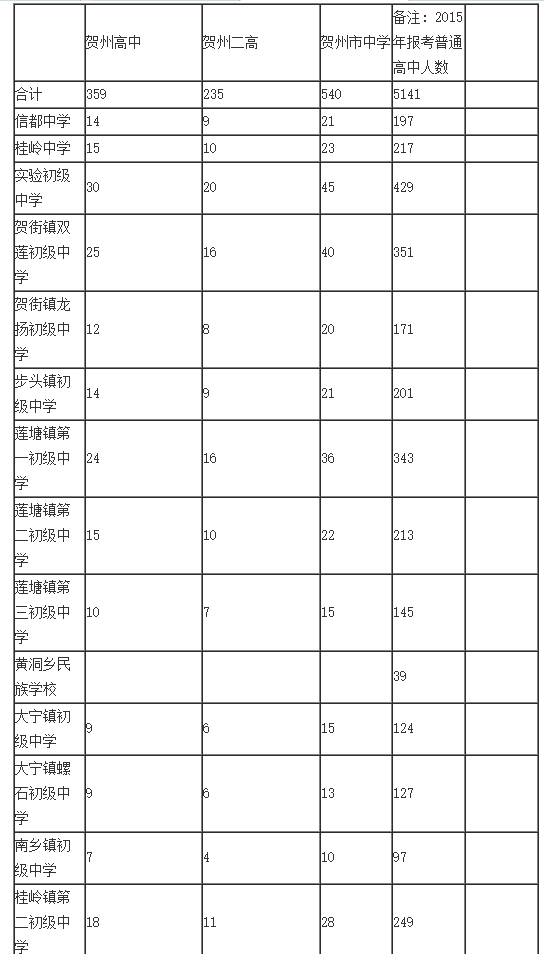 贺州高中 贺州二高 贺州市中学 备注：2015
年报考普通
高中人数
合计 359 235 540 5141
信都中学 14 9 21 197
桂岭中学 15 10 23 217
实验初级
中学 30 20 45 429
贺街镇双
莲初级中
学 25 16 40 351
贺街镇龙
扬初级中
学 12 8 20 171
步头镇初
级中学 14 9 21 201
莲塘镇第
一初级中
学 24 16 36 343
莲塘镇第
二初级中
学 15 10 22 213
莲塘镇第
三初级中
学 10 7 15 145
黄洞乡民
族学校 39
大宁镇初
级中学 9 6 15 124
大宁镇螺
石初级中
学 9 6 13 127
南乡镇初
级中学 7 4 10 97
桂岭镇第
二初级中
学 18 11 28 249